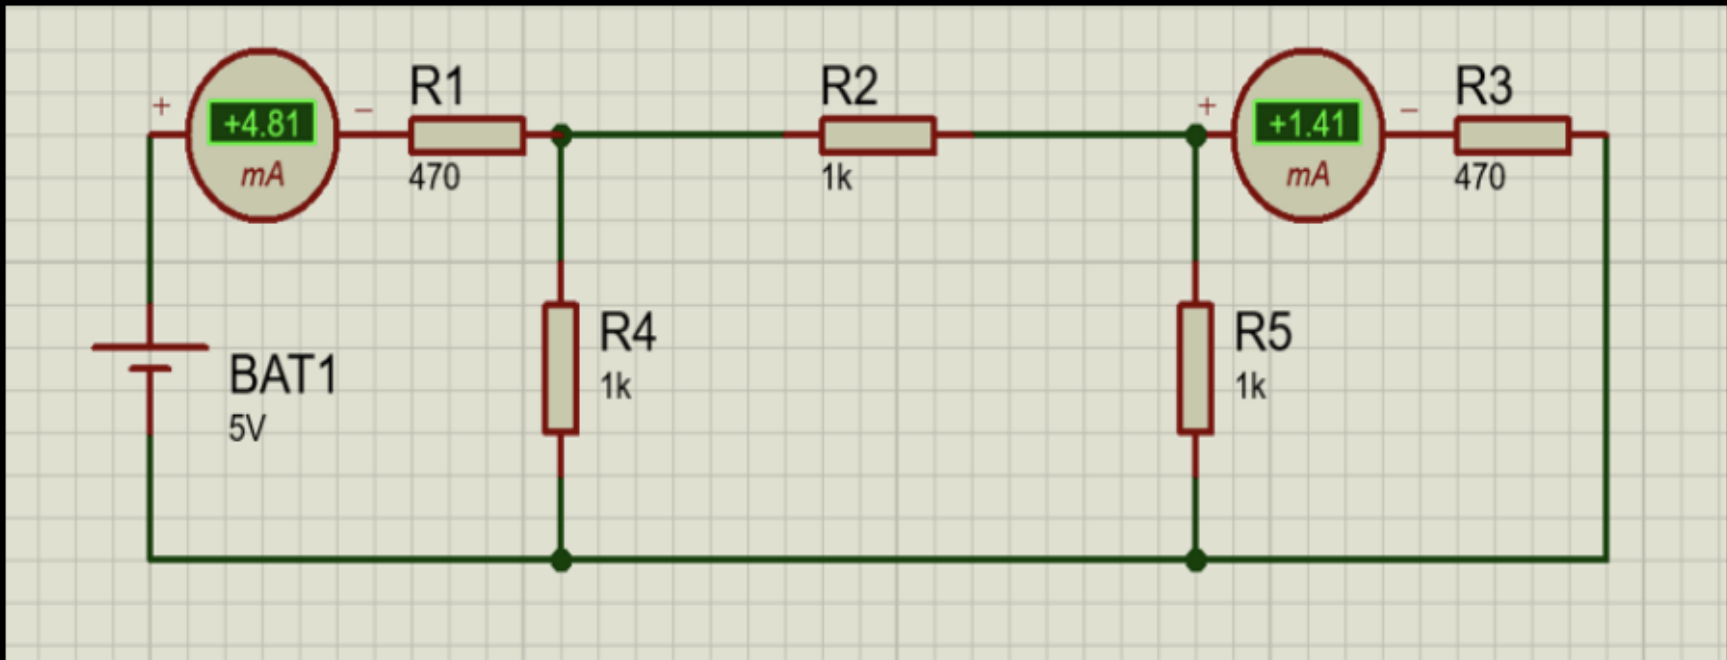 R1
R2
R3
+ +4.81 −
mA
470
1k
+ +1.41 −
mA
470
R4
1k
R5
1k
BAT1
5V